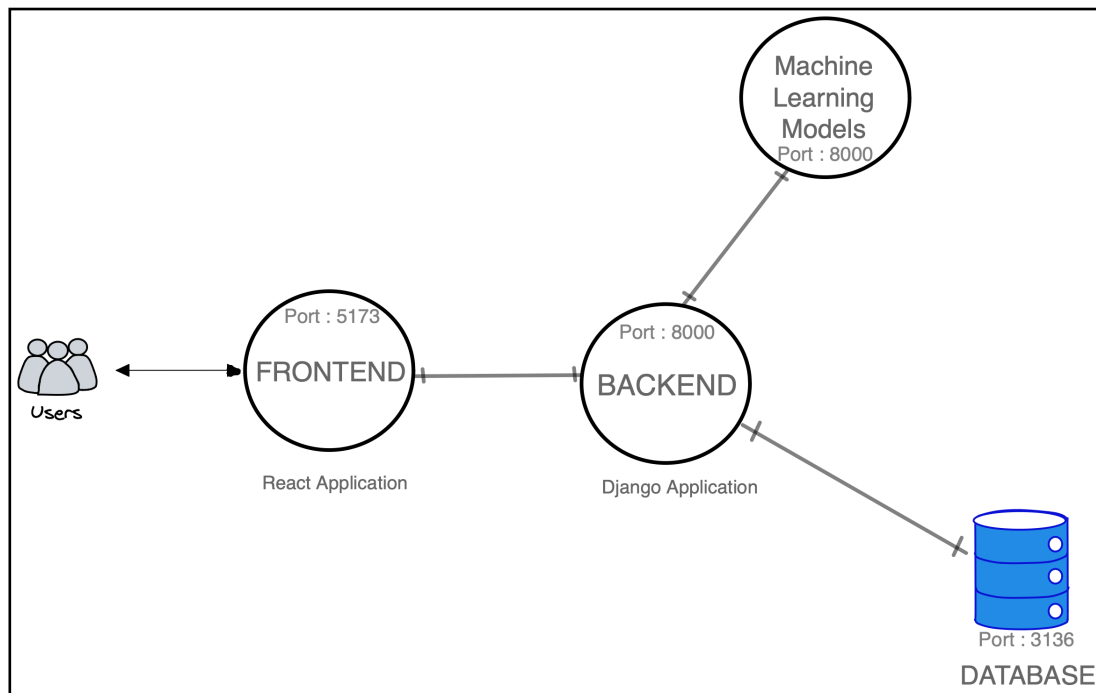 Machine
Learning
Models
Port : 8000
Port : 5173
FRONTEND
React Application
Port : 8000
BACKEND
Django Application
Users
Port : 3136
DATABASE